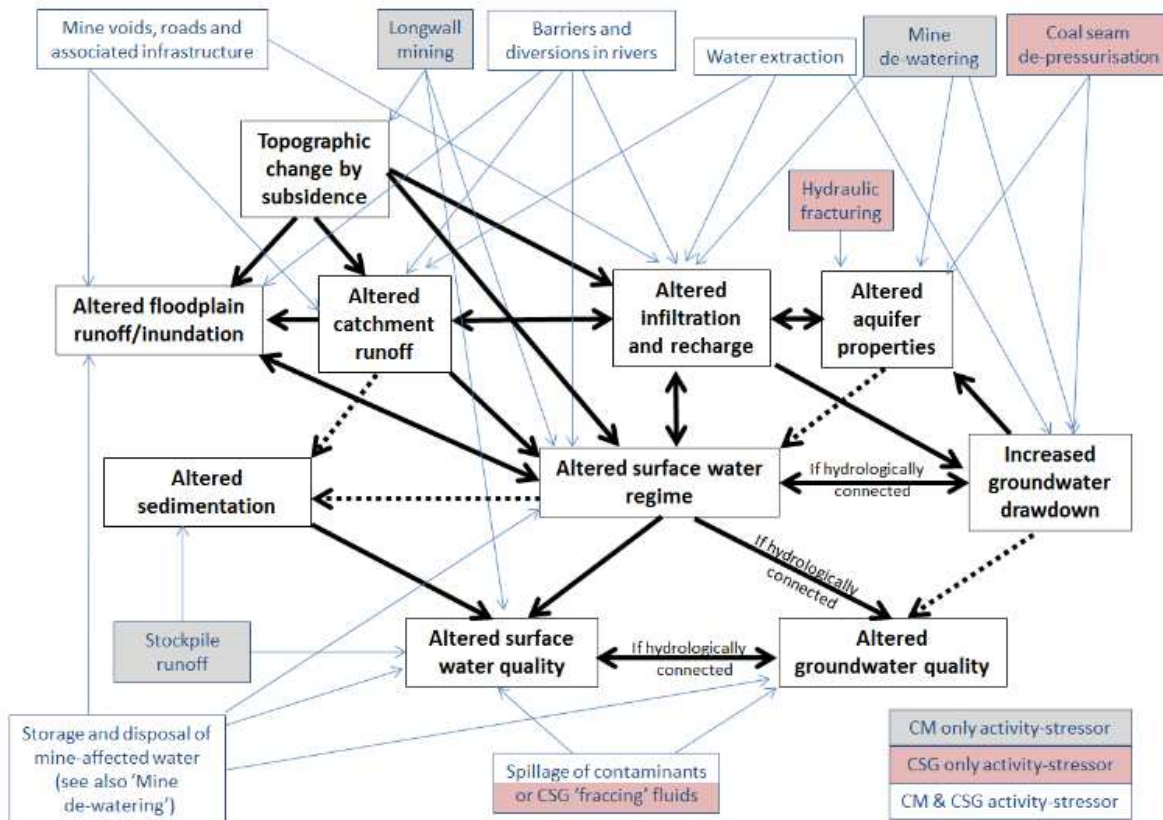 Mine voids, roads and
associated infrastructure
Longwall
mining
Barriers and
diversions in rivers
Water extraction
Mine
de-watering
Coal seam
de-pressurisation
Topographic
change by
subsidence
Hydraulic
fracturing
Altered floodplain
runoff/inundation
Altered
catchment
runoff
Altered
infiltration
and recharge
Altered
aquifer
properties
Altered
sedimentation
Altered surface water
regime
If hydrologically
connected
Increased
groundwater
drawdown
If hydrologically
connected
Stockpile
runoff
Altered surface
water quality
If hydrologically
connected
Altered
groundwater quality
Storage and disposal of
mine-affected water
(see also ‘Mine
de-watering’)
Spillage of contaminants
or CSG ‘fraccing’ fluids
CM only activity-stressor
CSG only activity-stressor
CM & CSG activity-stressor